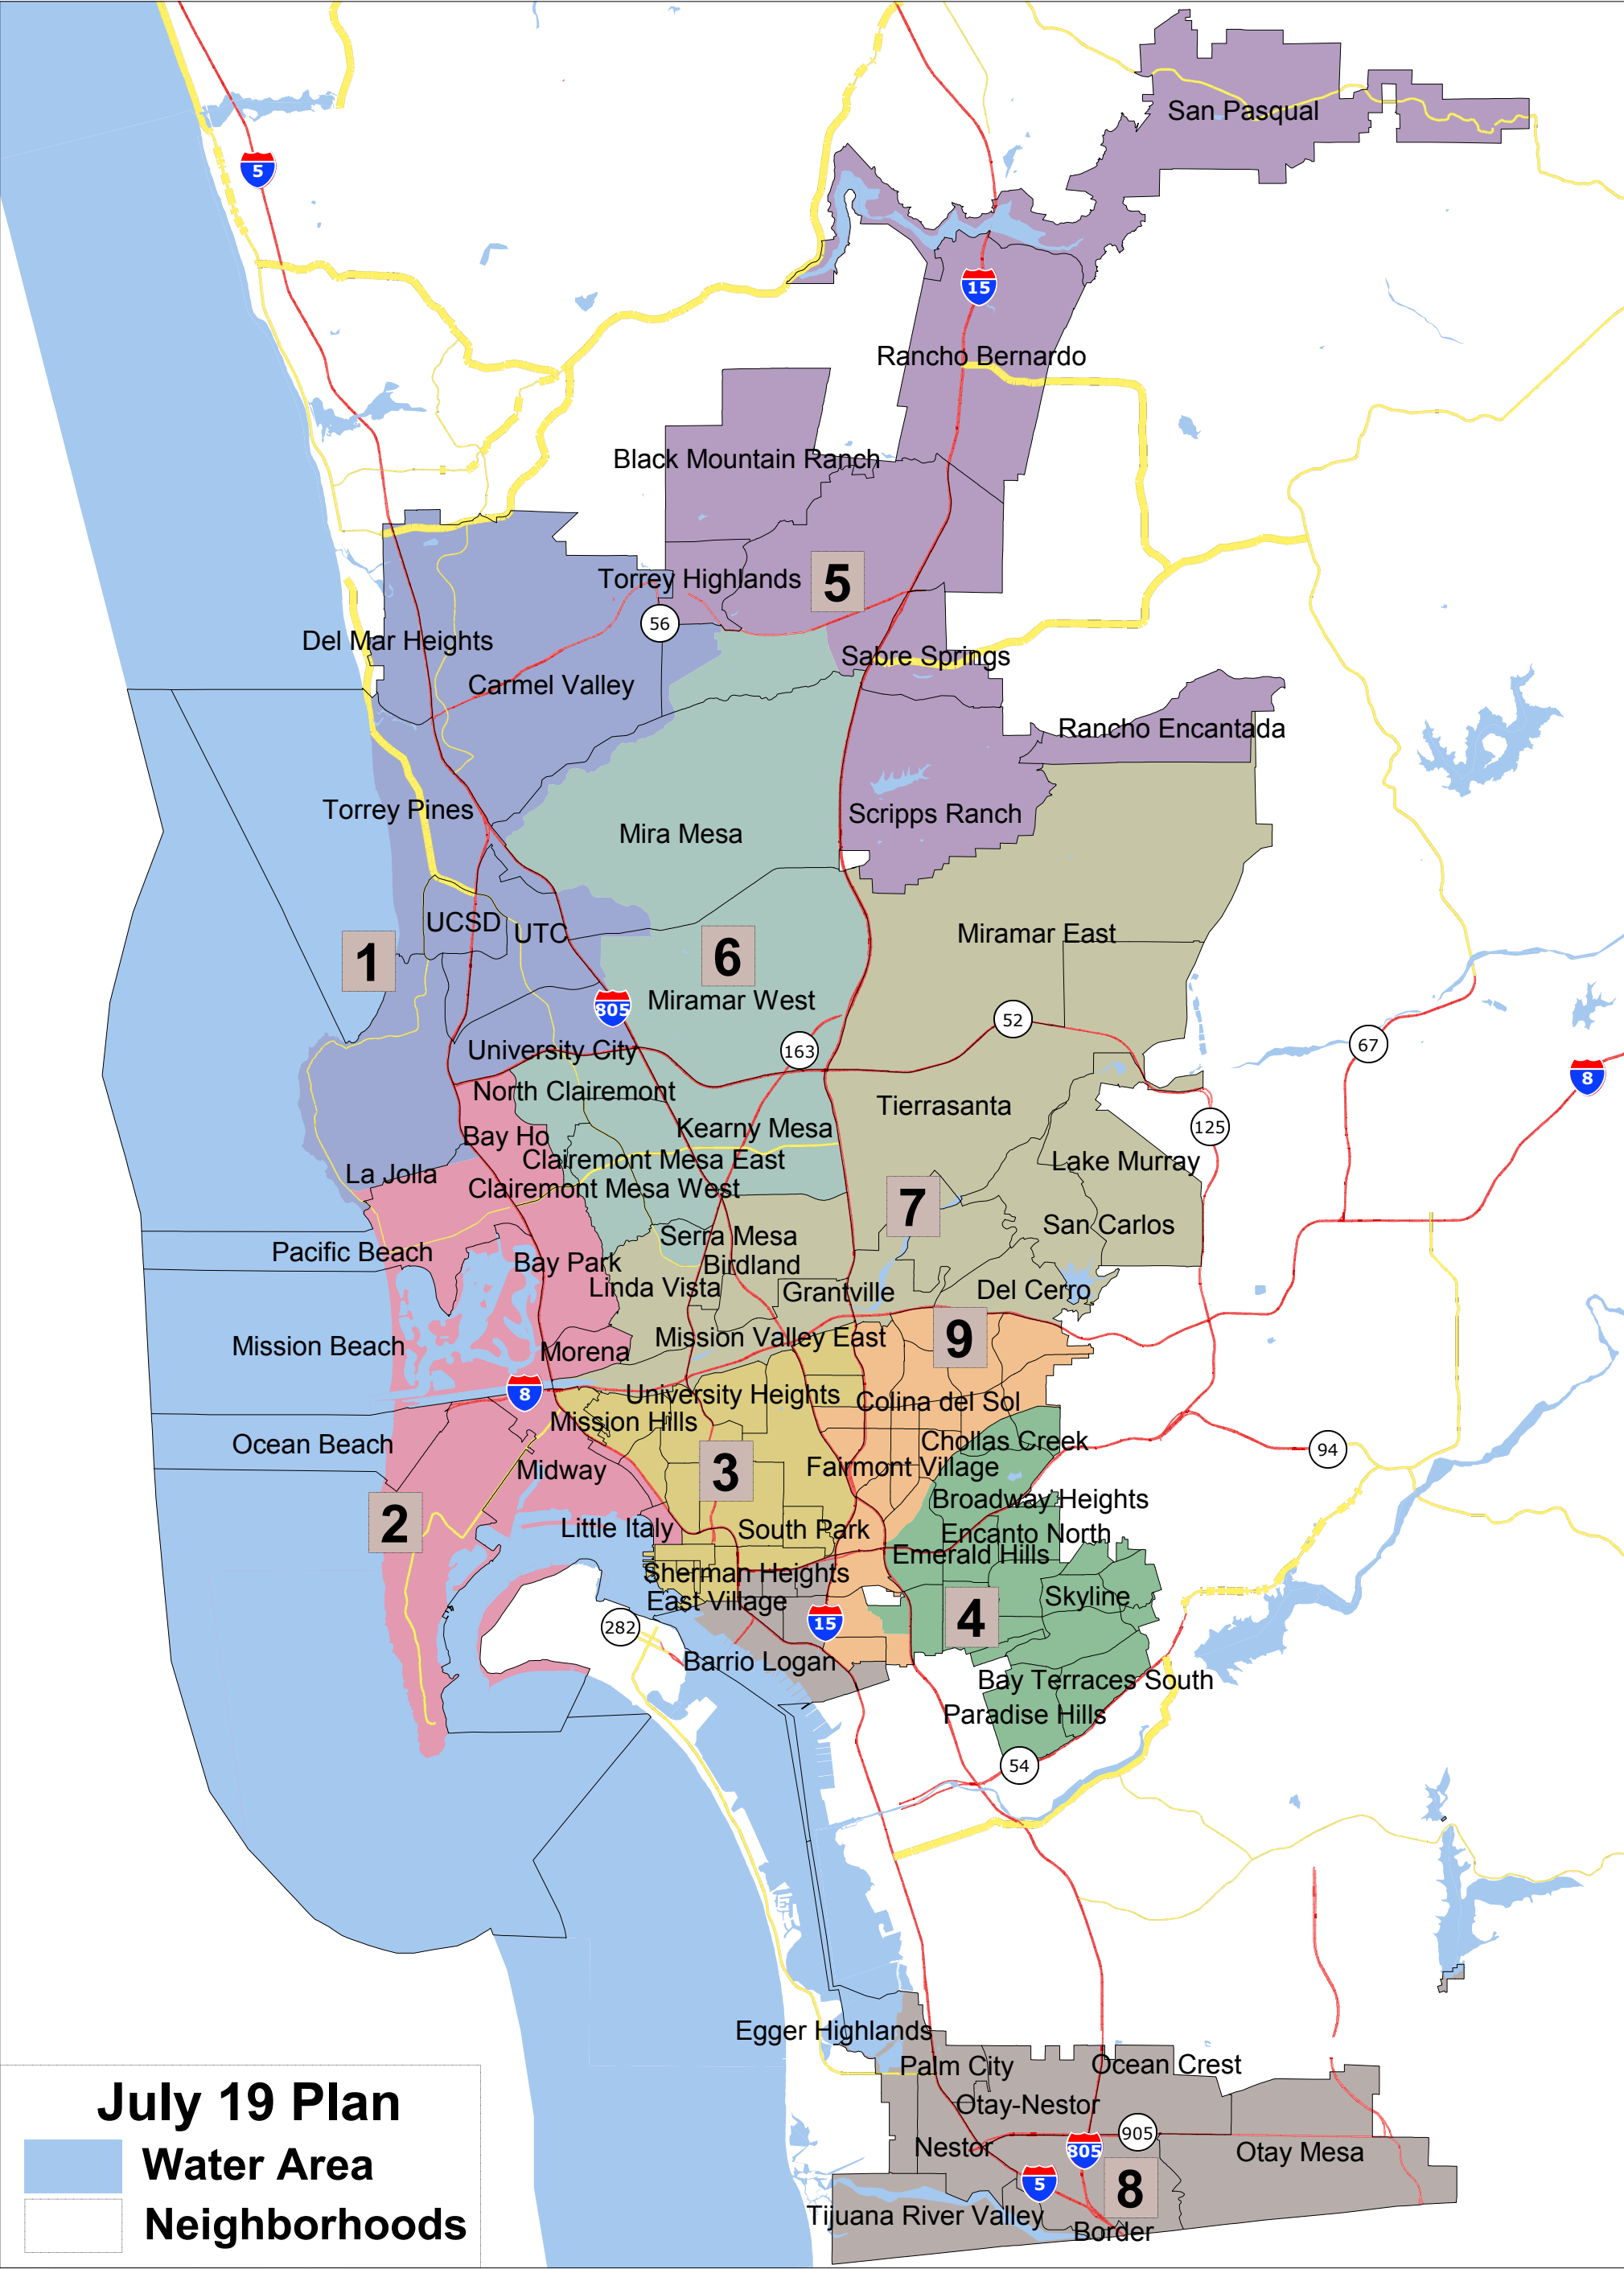 San Pasqual
5
15
Rancho Bernardo
Black Mountain Ranch
Torrey Highlands
5
56
Del Mar Heights
Sabre Springs
Carmel Valley
Rancho Encantada
Torrey Pines
Scripps Ranch
Mira Mesa
UCSD
UTC
Miramar East
1
6
Miramar West
805
52
University City
163
67
8
North Clairemont
Tierrasanta
Kearny Mesa
125
Bay Ho
Clairemont Mesa East
Lake Murray
La Jolla
Clairemont Mesa West
7
San Carlos
Serra Mesa
Pacific Beach
Bay Park
Birdland
Linda Vista
Grantville
Del Cerro
Mission Beach
Mission Valley East
9
Morena
8
University Heights
Colina del Sol
Mission Hills
Ocean Beach
Chollas Creek
94
Midway
3
Fairmont Village
2
Broadway Heights
Little Italy
South Park
Encanto North
Emerald Hills
Sherman Heights
Skyline
East Village
4
282
15
Barrio Logan
Bay Terraces South
Paradise Hills
54
Egger Highlands
Palm City
Ocean Crest
Otay-Nestor
905
Nestor
805
Otay Mesa
5
8
Tijuana River Valley
Border
July 19 Plan
Water Area
Neighborhoods